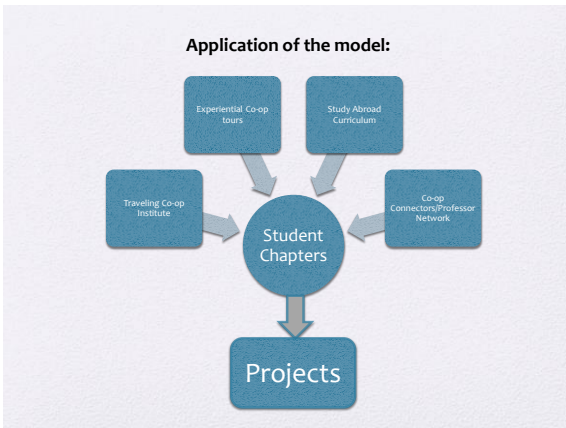 Application of the model:
Experiential Co-op
tours
Study Abroad
Curriculum
Traveling Co-op
Institute
Co-op
Connectors/Professor
Network
Student
Chapters
Projects